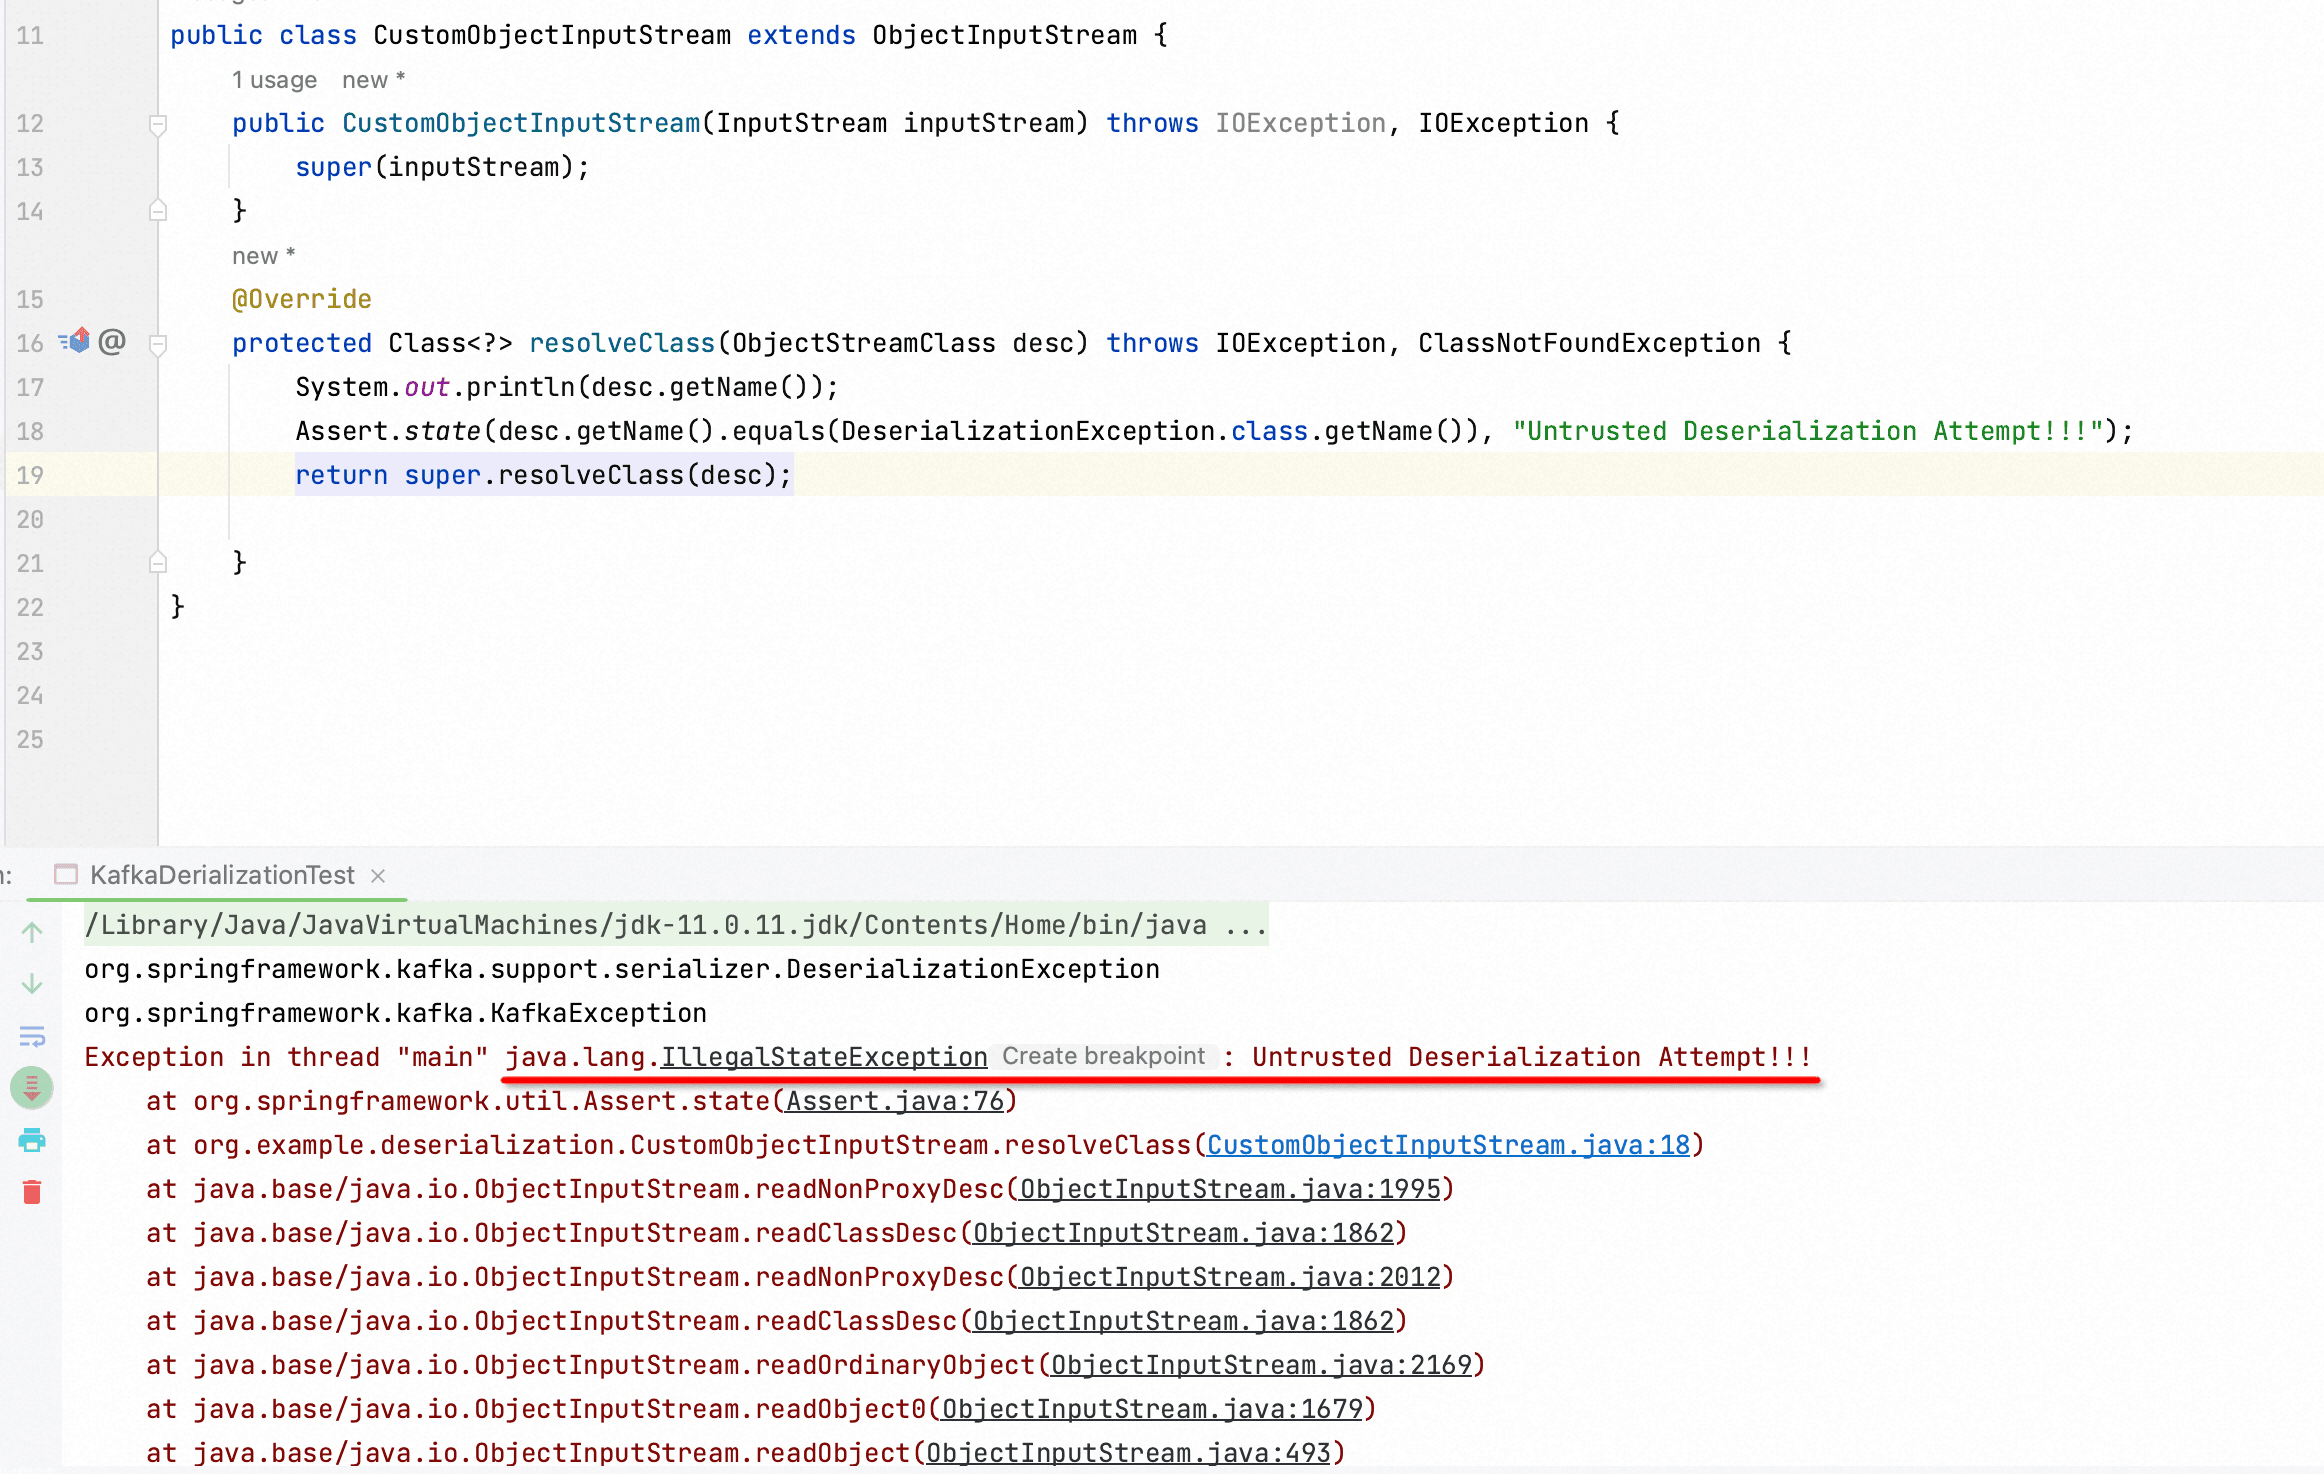 11 public class CustomObjectInputStream extends ObjectInputStream {
1 usage new *
12 public CustomObjectInputStream(InputStream inputStream) throws IOException, IOException {
13 super(inputStream);
14 }
new *
15 @Override
16 @ protected Class<?> resolveClass(ObjectStreamClass desc) throws IOException, ClassNotFoundException {
17 System.out.println(desc.getName());
18 Assert.state(desc.getName().equals(DeserializationException.class.getName()), "Untrusted Deserialization Attempt!!!");
19 return super.resolveClass(desc);
20
21 }
22 }
23
24
25
KafkaDerializationTest ×
/Library/Java/JavaVirtualMachines/jdk-11.0.11.jdk/Contents/Home/bin/java ...
org.springframework.kafka.support.serializer.DeserializationException
org.springframework.kafka.KafkaException
Exception in thread "main" java.lang.IllegalStateException Create breakpoint : Untrusted Deserialization Attempt!!!
at org.springframework.util.Assert.state(Assert.java:76)
at org.example.deserialization.CustomObjectInputStream.resolveClass(CustomObjectInputStream.java:18)
at java.base/java.io.ObjectInputStream.readNonProxyDesc(ObjectInputStream.java:1995)
at java.base/java.io.ObjectInputStream.readClassDesc(ObjectInputStream.java:1862)
at java.base/java.io.ObjectInputStream.readNonProxyDesc(ObjectInputStream.java:2012)
at java.base/java.io.ObjectInputStream.readClassDesc(ObjectInputStream.java:1862)
at java.base/java.io.ObjectInputStream.readOrdinaryObject(ObjectInputStream.java:2169)
at java.base/java.io.ObjectInputStream.readObject0(ObjectInputStream.java:1679)
at java.base/java.io.ObjectInputStream.readObject(ObjectInputStream.java:493)